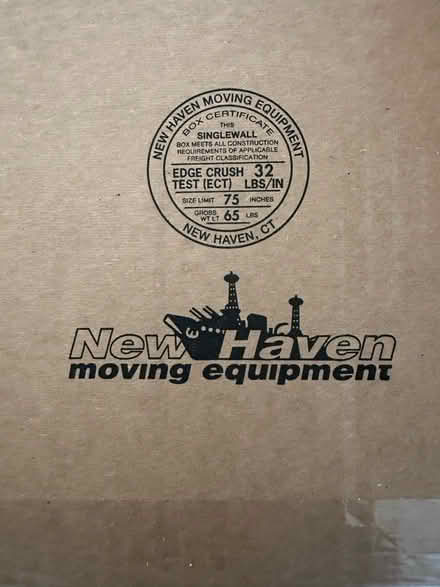 NEW HAVEN MOVING EQUIPMENT
BOX CERTIFICATE
THIS
SINGLEWALL
BOX MEETS ALL CONSTRUCTION
REQUIREMENTS OF APPLICABLE
FREIGHT CLASSIFICATION
EDGE CRUSH 32
TEST (ECT) LBS/IN
SIZE LIMIT 75 INCHES
GROSS
WT LT 65 LBS
NEW HAVEN, CT
New Haven
moving equipment